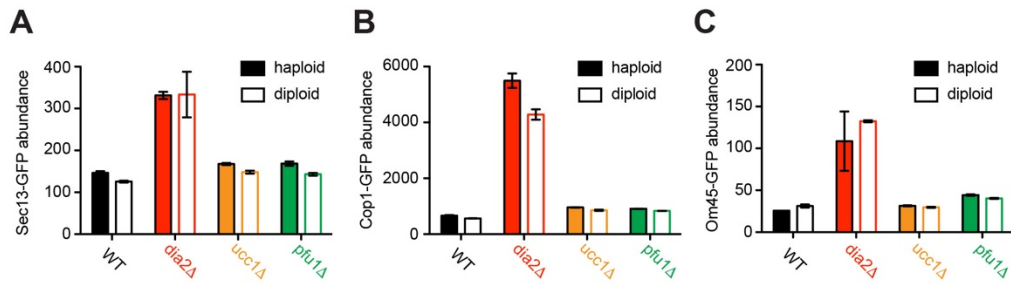 A
Sec13-GFP abundance
400
300
200
100
0
haploid
diploid
WT
dia2Δ
ucc1Δ
pfu1Δ
B
Cop1-GFP abundance
6000
4000
2000
0
haploid
diploid
WT
dia2Δ
ucc1Δ
pfu1Δ
C
Om45-GFP abundance
200
150
100
50
0
haploid
diploid
WT
dia2Δ
ucc1Δ
pfu1Δ